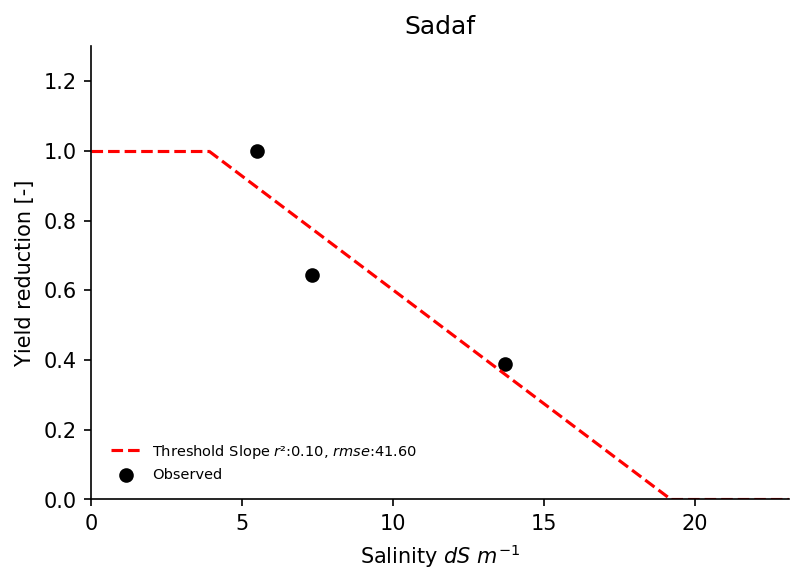 Sadaf
Yield reduction [-]
1.2
1.0
0.8
0.6
0.4
0.2
0.0
Threshold Slope r²:0.10, rmse:41.60
Observed
0 5 10 15 20
Salinity dS m⁻¹